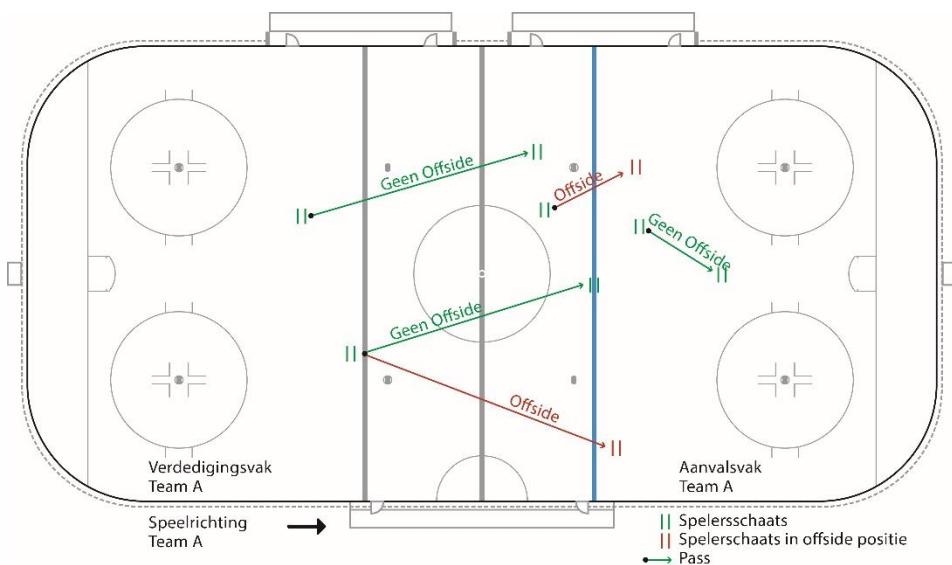 Geen Offside
Offside
Geen Offside
Geen Offside
Offside
Verdedigingsvak
Team A
Aanvalsvak
Team A
Speelrichting
Team A
Spelersschaats
Spelerschaats in offside positie
Pass